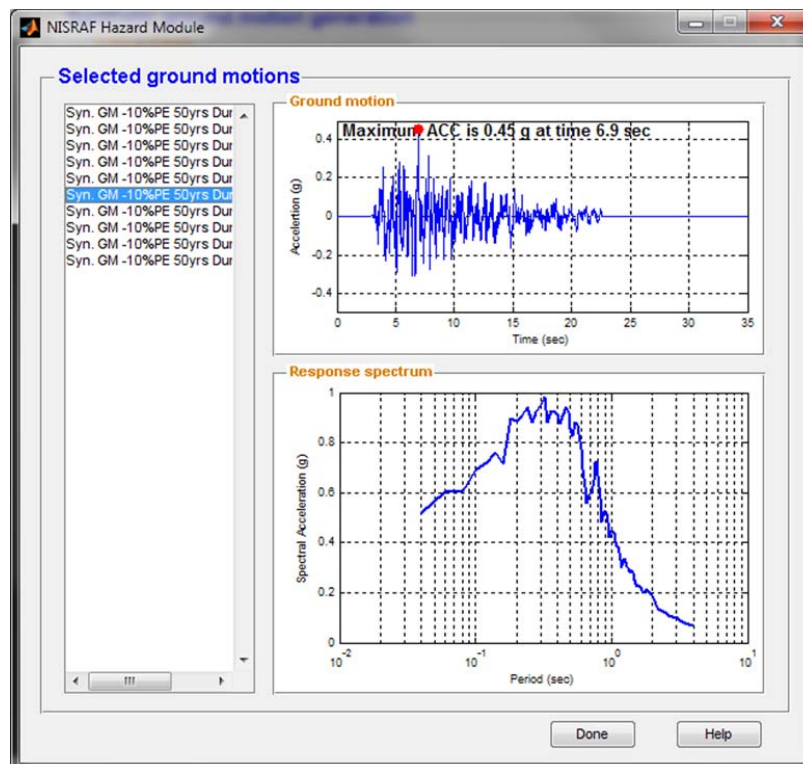 NISRAF Hazard Module
Selected ground motions
Syn. GM -10%PE 50yrs Dur
Syn. GM -10%PE 50yrs Dur
Syn. GM -10%PE 50yrs Dur
Syn. GM -10%PE 50yrs Dur
Syn. GM -10%PE 50yrs Dur
Syn. GM -10%PE 50yrs Dur
Syn. GM -10%PE 50yrs Dur
Syn. GM -10%PE 50yrs Dur
Syn. GM -10%PE 50yrs Dur
Syn. GM -10%PE 50yrs Dur
Ground motion
Maximum ACC is 0.45 g at time 6.9 sec
0.4
0.2
0
-0.2
-0.4
Accelertion (g)
0 5 10 15 20 25 30 35
Time (sec)
Response spectrum
1
0.8
0.6
0.4
0.2
0
Spectral Acceleration (g)
10^-2 10^-1 10^0 10^1
Period (sec)
Done Help